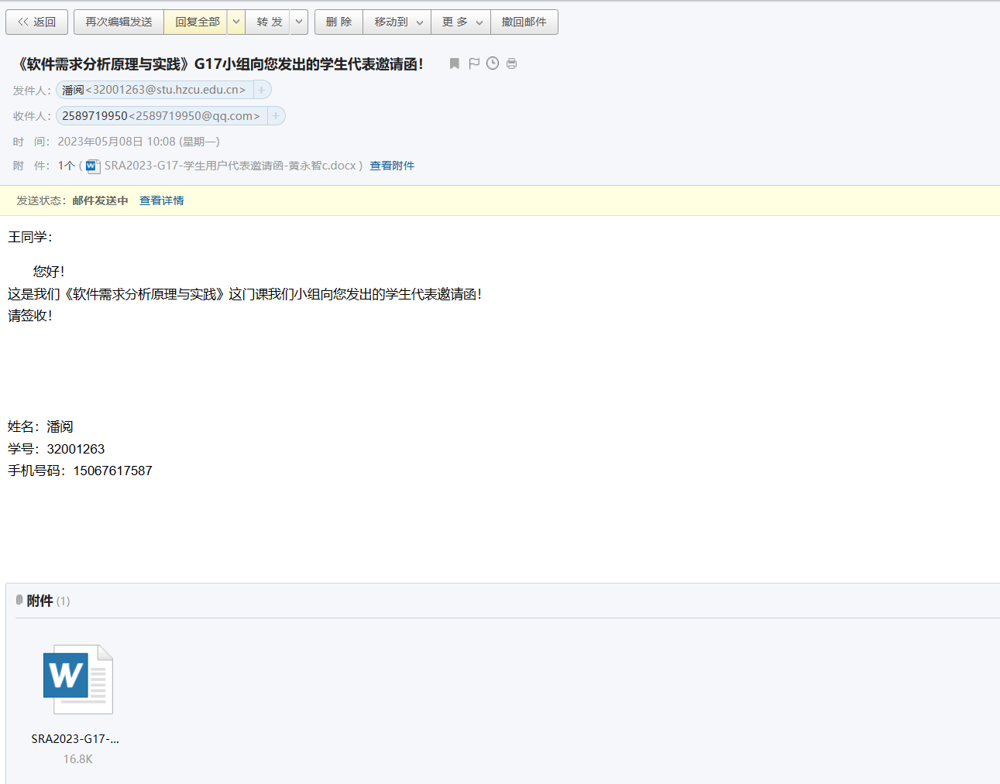 返回 再次编辑发送 回复全部 转 发 删 除 移动到 更 多 撤回邮件
《软件需求分析原理与实践》G17小组向您发出的学生代表邀请函！
发件人：潘阅<32001263@stu.hzcu.edu.cn> +
收件人：2589719950<2589719950@qq.com> +
时 间：2023年05月08日 10:08 (星期一)
附 件：1个 ( SRA2023-G17-学生用户代表邀请函-黄永智c.docx ) 查看附件
发送状态：邮件发送中 查看详情
王同学：
您好！
这是我们《软件需求分析原理与实践》这门课我们小组向您发出的学生代表邀请函！
请签收！
姓名：潘阅
学号：32001263
手机号码：15067617587
附件 (1)
W
SRA2023-G17-...
16.8K